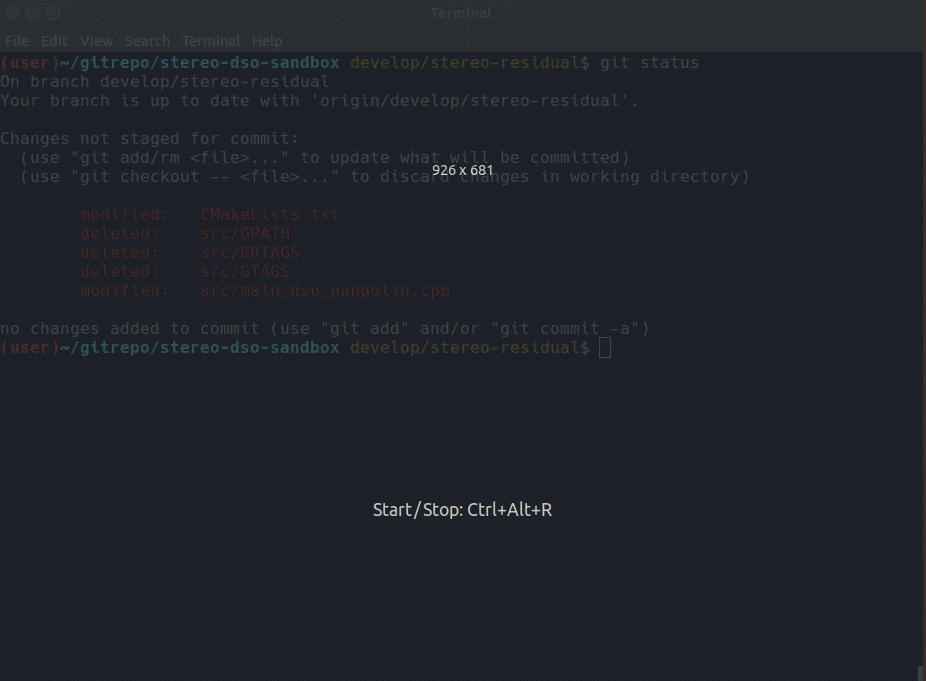 Terminal
File Edit View Search Terminal Help
(user)~/gitrepo/stereo-dso-sandbox develop/stereo-residual$ git status
On branch develop/stereo-residual
Your branch is up to date with 'origin/develop/stereo-residual'.
Changes not staged for commit:
(use "git add/rm <file>..." to update what will be committed)
926 x 681
(use "git checkout -- <file>..." to discard changes in working directory)
modified: CMakeLists.txt
deleted: src/GPATH
deleted: src/GRTAGS
deleted: src/GTAGS
modified: src/main_dso_pangolin.cpp
no changes added to commit (use "git add" and/or "git commit -a")
(user)~/gitrepo/stereo-dso-sandbox develop/stereo-residual$
Start/Stop: Ctrl+Alt+R